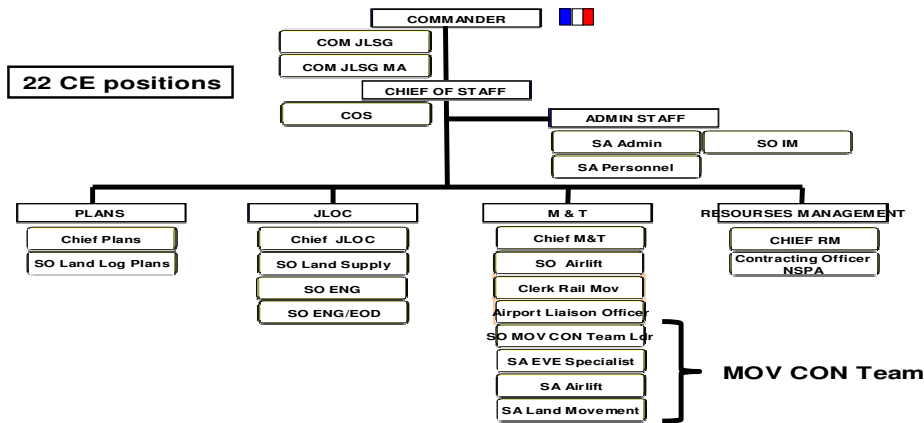 COMMANDER
COM JLSG
COM JLSG MA
22 CE positions
CHIEF OF STAFF
COS
ADMIN STAFF
SA Admin
SO IM
SA Personnel
PLANS
Chief Plans
SO Land Log Plans
JLOC
Chief JLOC
SO Land Supply
SO ENG
SO ENG/EOD
M & T
Chief M&T
SO Airlift
Clerk Rail Mov
Airport Liaison Officer
SO MOV CON Team Ldr
SA EVE Specialist
SA Airlift
SA Land Movement
MOV CON Team
RESOURSES MANAGEMENT
CHIEF RM
Contracting Officer
NSPA